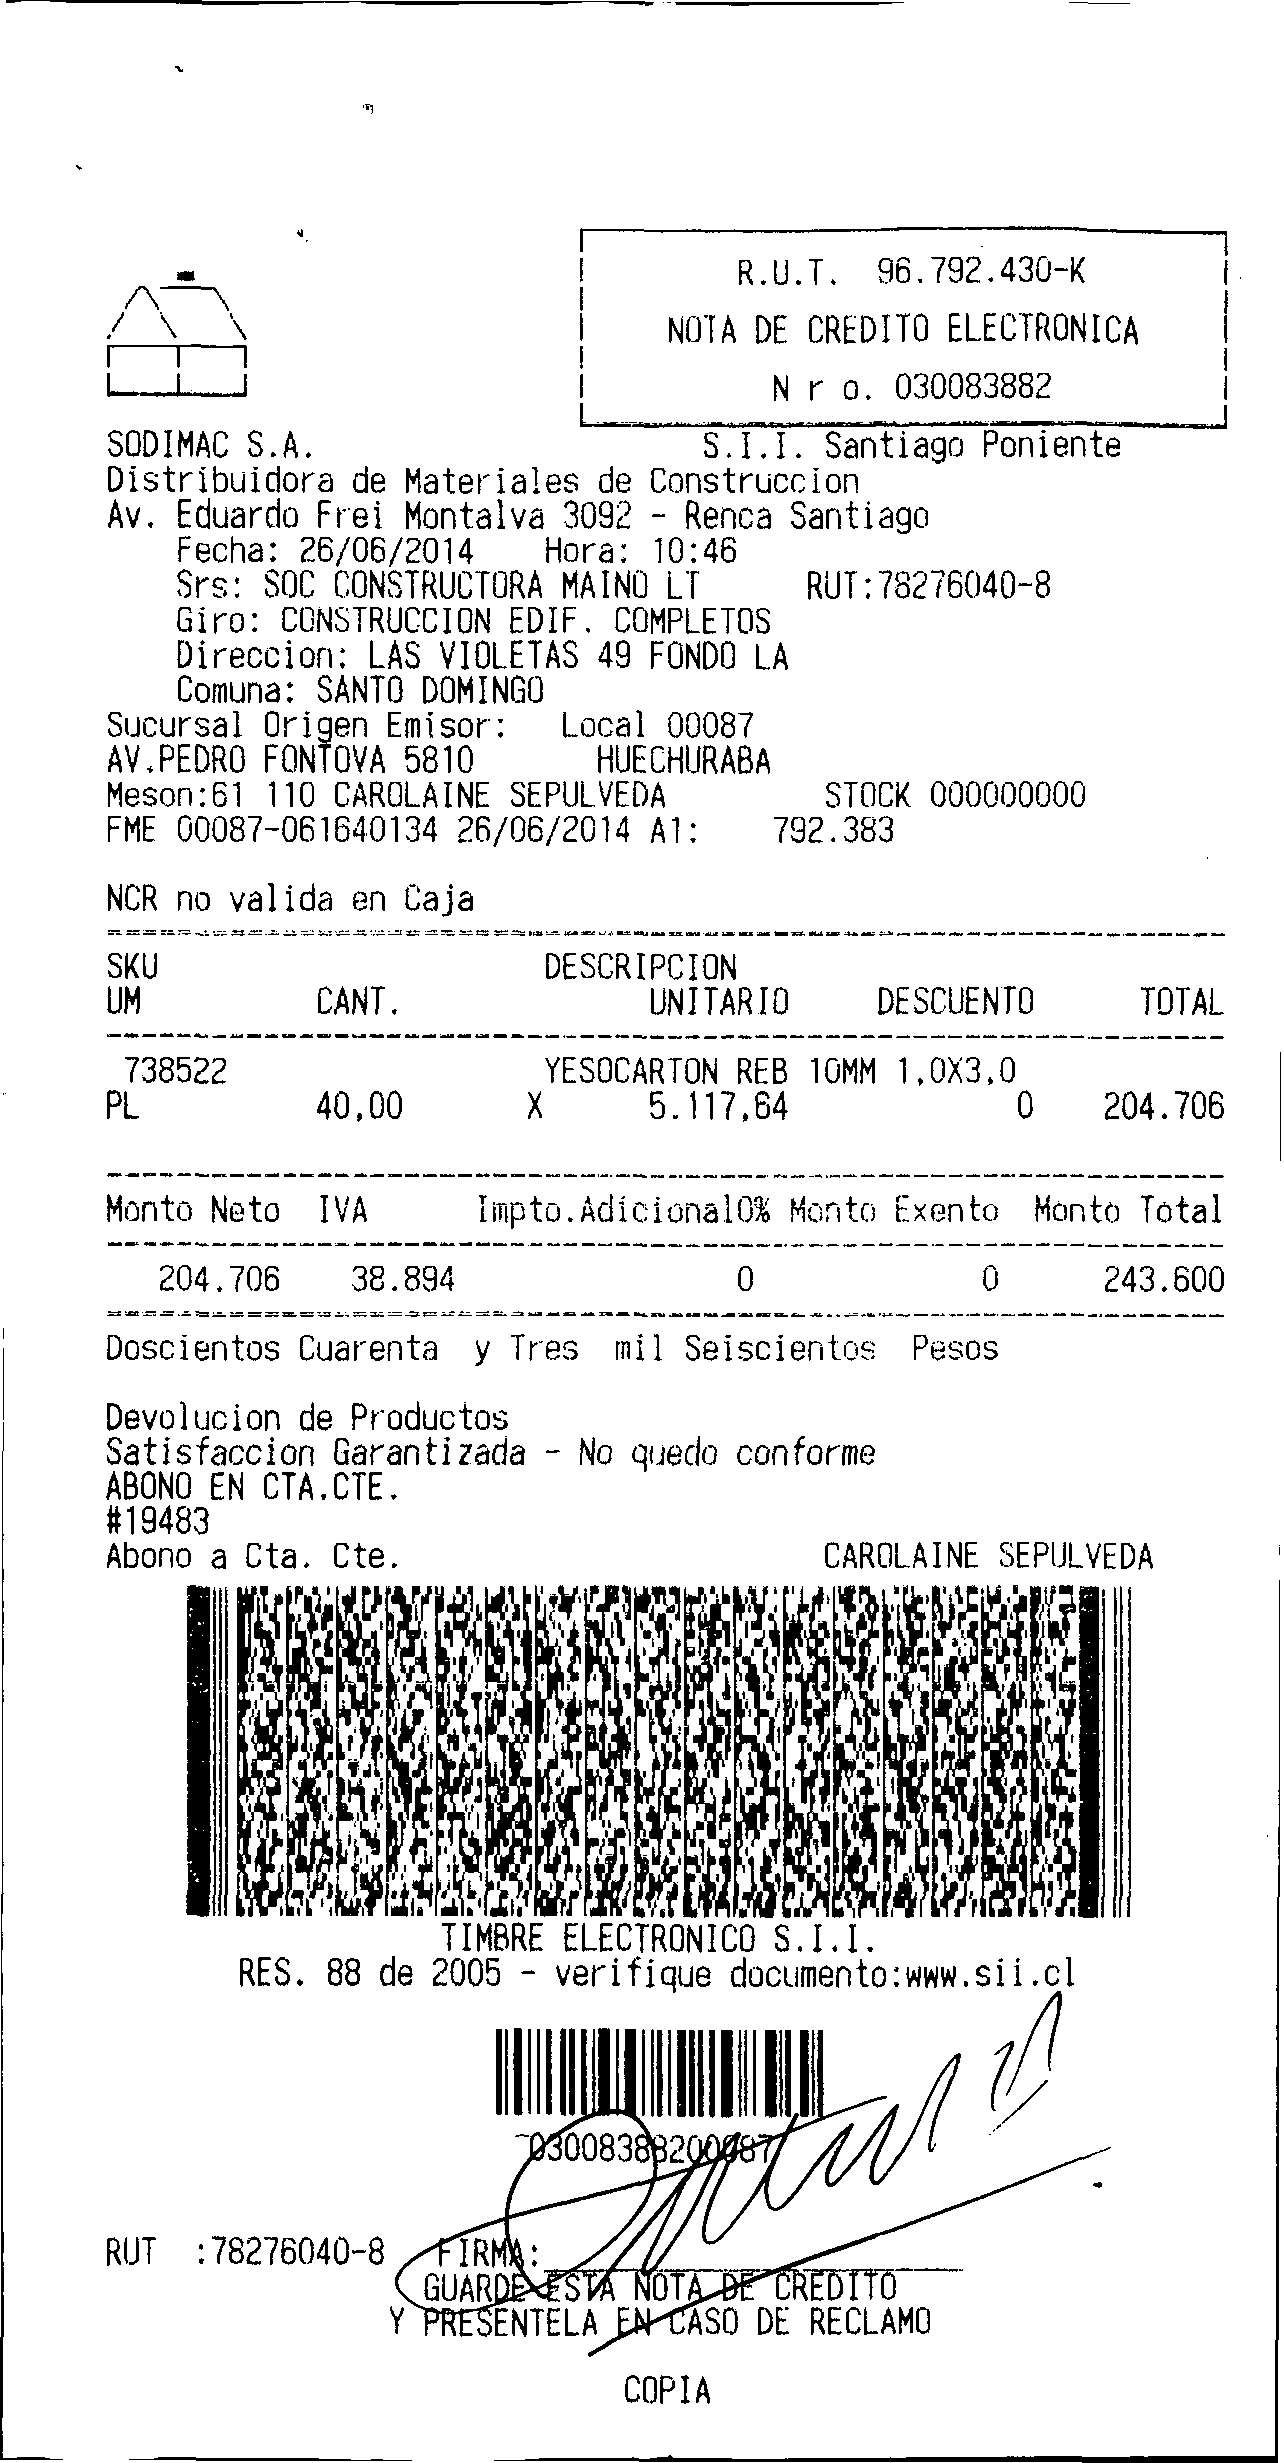 R.U.T. 96.792.430-K
NOTA DE CREDITO ELECTRONICA
N r o. 030083882
SODIMAC S.A. S.I.I. Santiago Poniente
Distribuidora de Materiales de Construccion
Av. Eduardo Frei Montalva 3092 - Renca Santiago
Fecha: 26/06/2014 Hora: 10:46
Srs: SOC CONSTRUCTORA MAINO LT RUT:78276040-8
Giro: CONSTRUCCION EDIF. COMPLETOS
Direccion: LAS VIOLETAS 49 FONDO LA
Comuna: SANTO DOMINGO
Sucursal Origen Emisor: Local 00087
AV.PEDRO FONTOVA 5810 HUECHURABA
Meson:61 110 CAROLAINE SEPULVEDA STOCK 000000000
FME 00087-061640134 26/06/2014 A1: 792.383
NCR no valida en Caja
SKU DESCRIPCION
UM CANT. UNITARIO DESCUENTO TOTAL
738522 YESOCARTON REB 10MM 1,0X3,0
PL 40,00 X 5.117,64 0 204.706
Monto Neto IVA Impto.Adicional0% Monto Exento Monto Total
204.706 38.894 0 0 243.600
Doscientos Cuarenta y Tres mil Seiscientos Pesos
Devolucion de Productos
Satisfaccion Garantizada - No quedo conforme
ABONO EN CTA.CTE.
#19483
Abono a Cta. Cte. CAROLAINE SEPULVEDA
TIMBRE ELECTRONICO S.I.I.
RES. 88 de 2005 - verifique documento:www.sii.cl
03008388200087
RUT :78276040-8 FIRMA:
GUARDE ESTA NOTA DE CREDITO
Y PRESENTELA EN CASO DE RECLAMO
COPIA